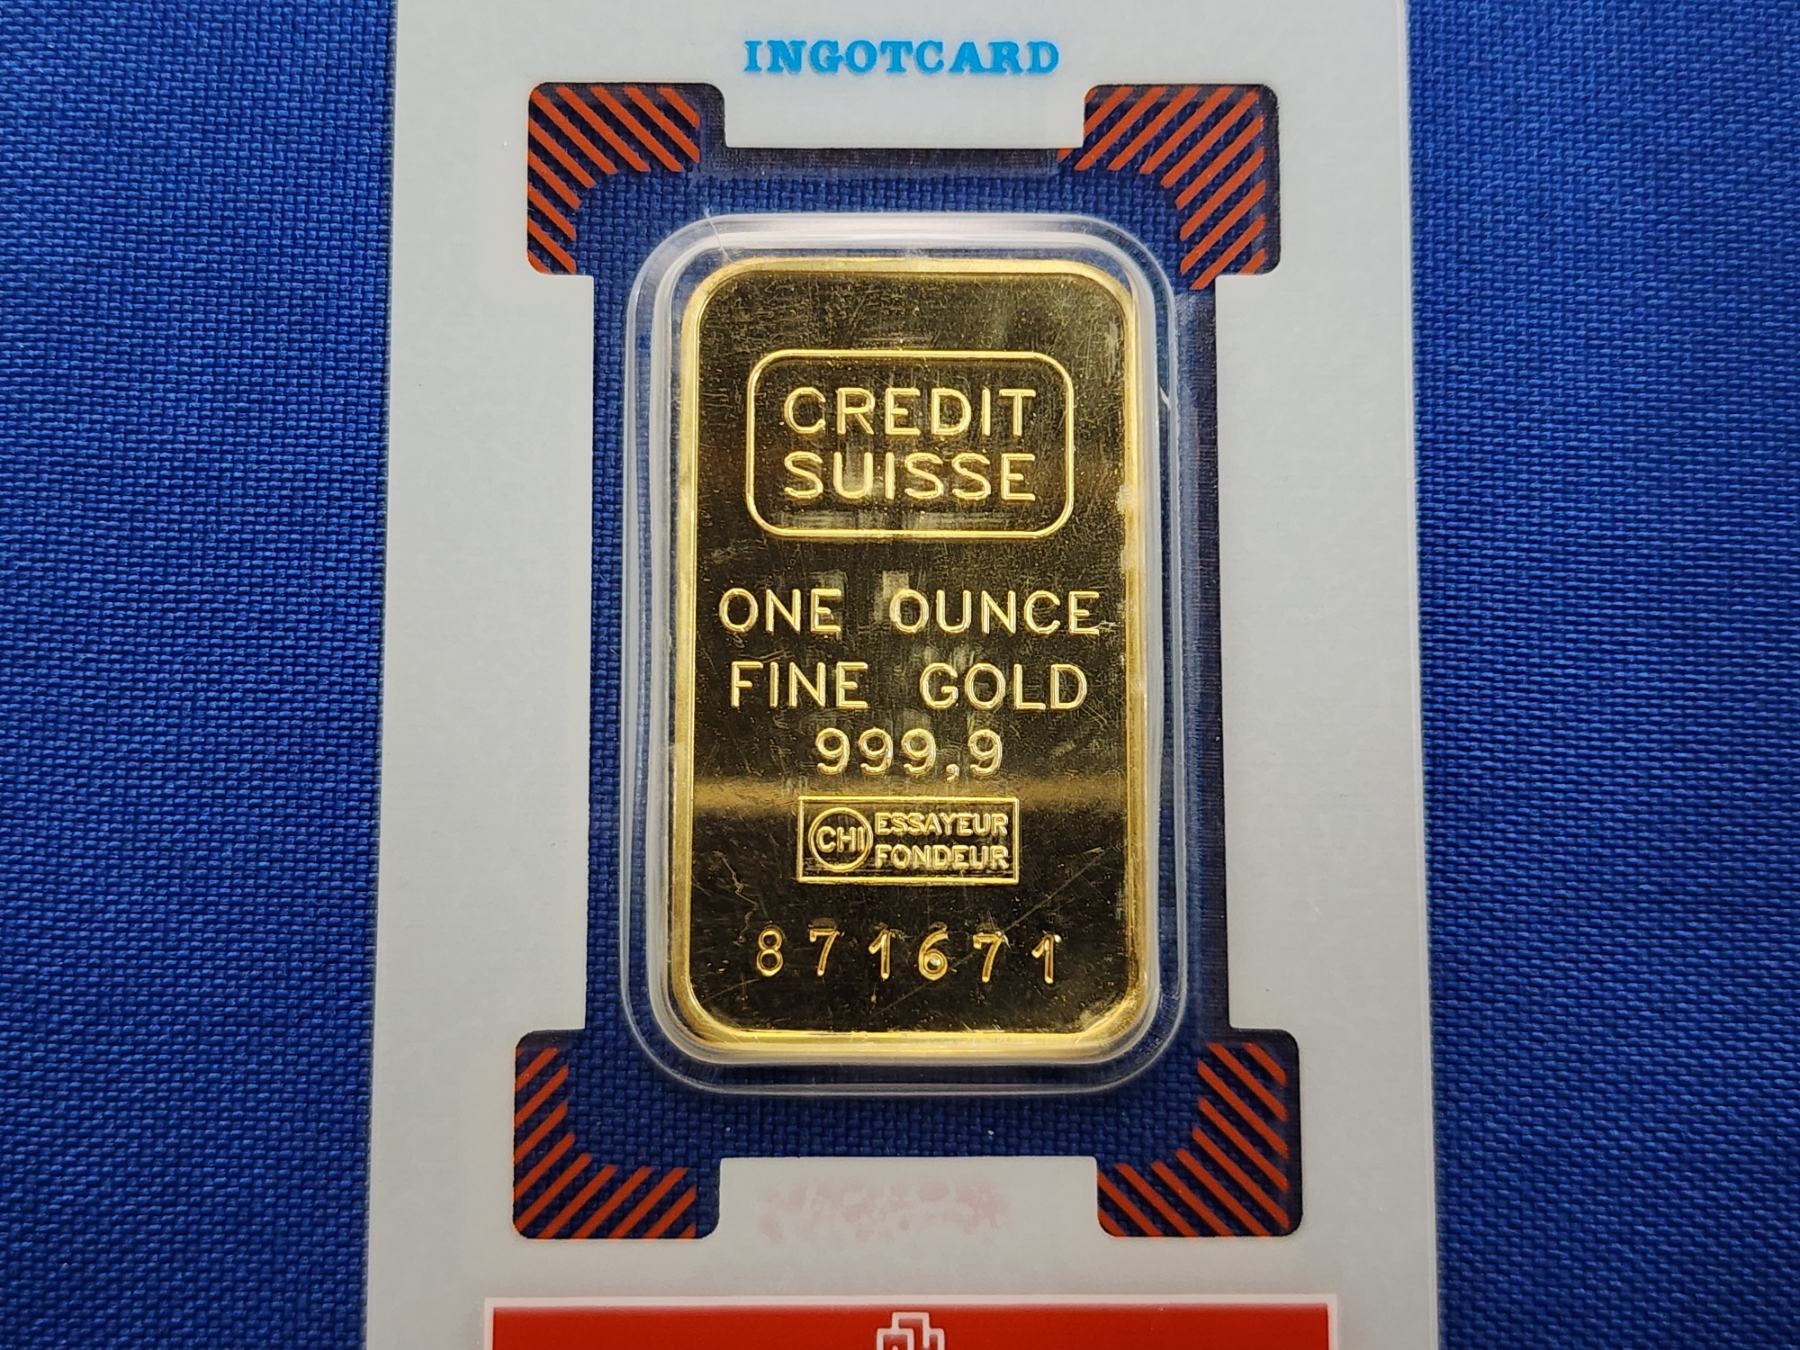 INGOTCARD
CREDIT
SUISSE
ONE OUNCE
FINE GOLD
999,9
CHI ESSAYEUR
FONDEUR
871671